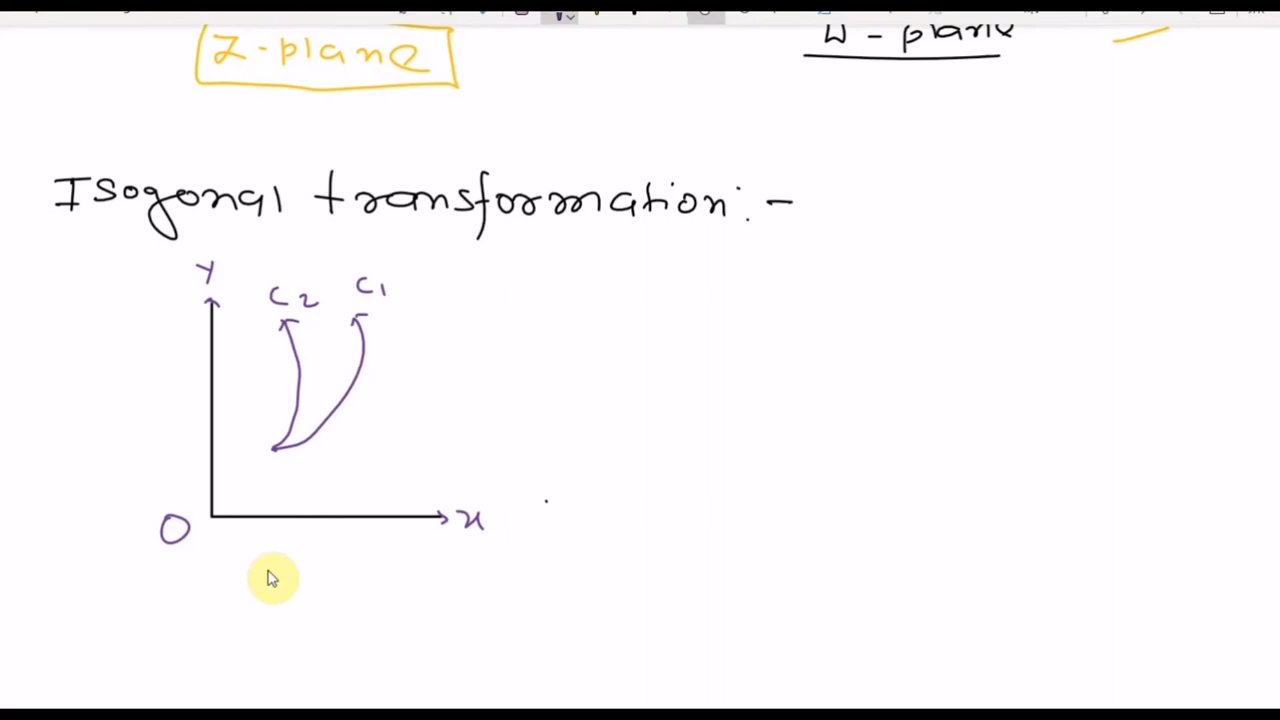 Z-plane
W - plane
Isogonal transformation :-
Y
C2
C1
O
x